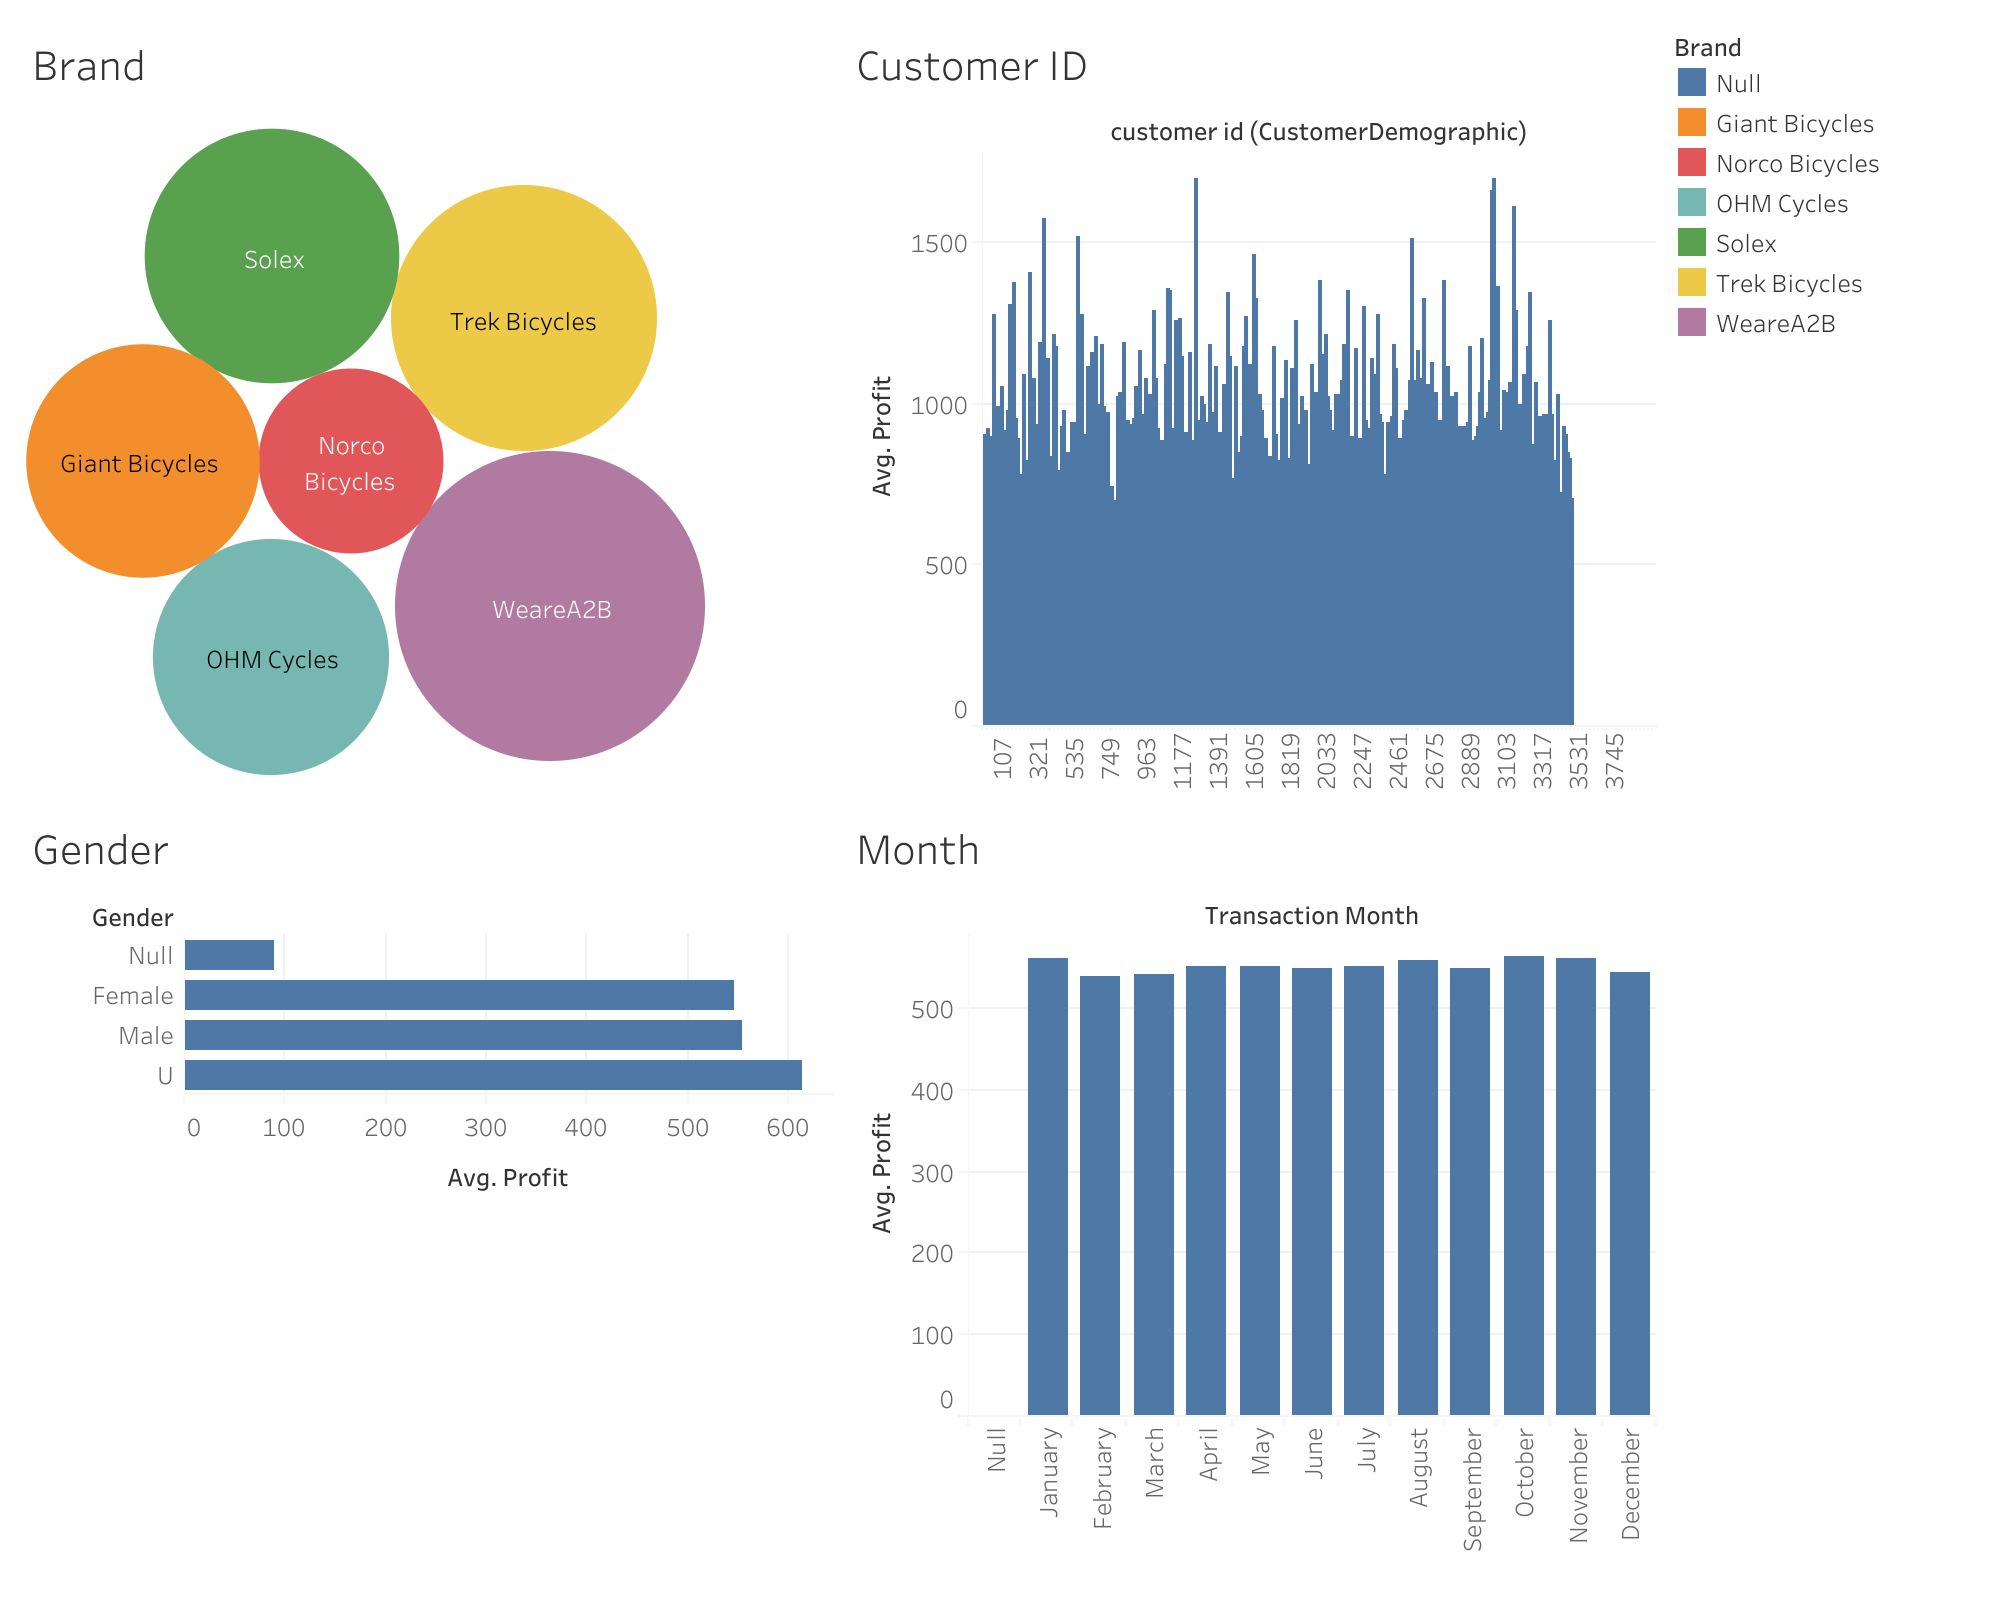 Brand
Solex
Trek Bicycles
Giant Bicycles
Norco
Bicycles
WeareA2B
OHM Cycles
Customer ID
customer id (CustomerDemographic)
Avg. Profit
1500
1000
500
0
107
321
535
749
963
1177
1391
1605
1819
2033
2247
2461
2675
2889
3103
3317
3531
3745
Brand
Null
Giant Bicycles
Norco Bicycles
OHM Cycles
Solex
Trek Bicycles
WeareA2B
Gender
Gender
Null
Female
Male
U
0 100 200 300 400 500 600
Avg. Profit
Month
Transaction Month
Avg. Profit
500
400
300
200
100
0
Null
January
February
March
April
May
June
July
August
September
October
November
December